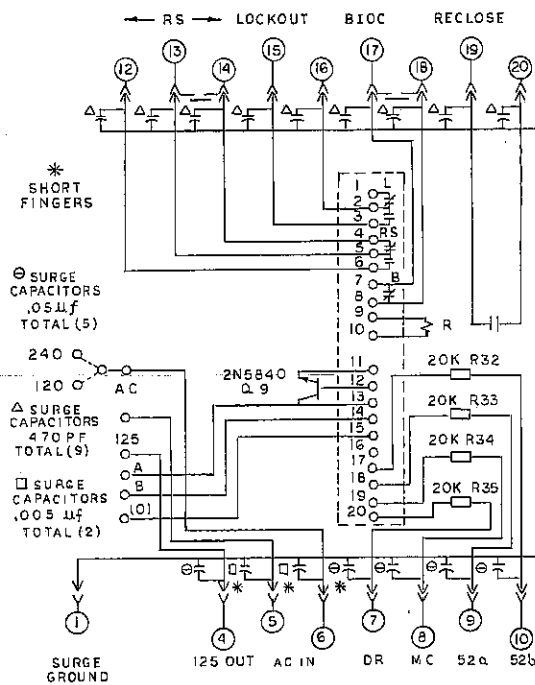 ← RS → LOCKOUT BIOC RECLOSE
12 13 14 15 16 17 18 19 20
Δ Δ Δ Δ Δ Δ Δ Δ Δ
*
SHORT
FINGERS
1 L
2
3
4 RS
5
6
7 B
8
9
10 R
⊖ SURGE
CAPACITORS
.05µf
TOTAL (5)
240
120
AC
2N5840
Q9
11
12
13
14
15
16
17
18
19
20
20K R32
20K R33
20K R34
20K R35
Δ SURGE
CAPACITORS
470 PF
TOTAL (9)
125
A
B
101
□ SURGE
CAPACITORS
.005 µf
TOTAL (2)
⊖ □ □ ⊖ ⊖ ⊖ ⊖
* * *
1 4 5 6 7 8 9 10
SURGE
GROUND
125 OUT AC IN DR MC 52a 52b